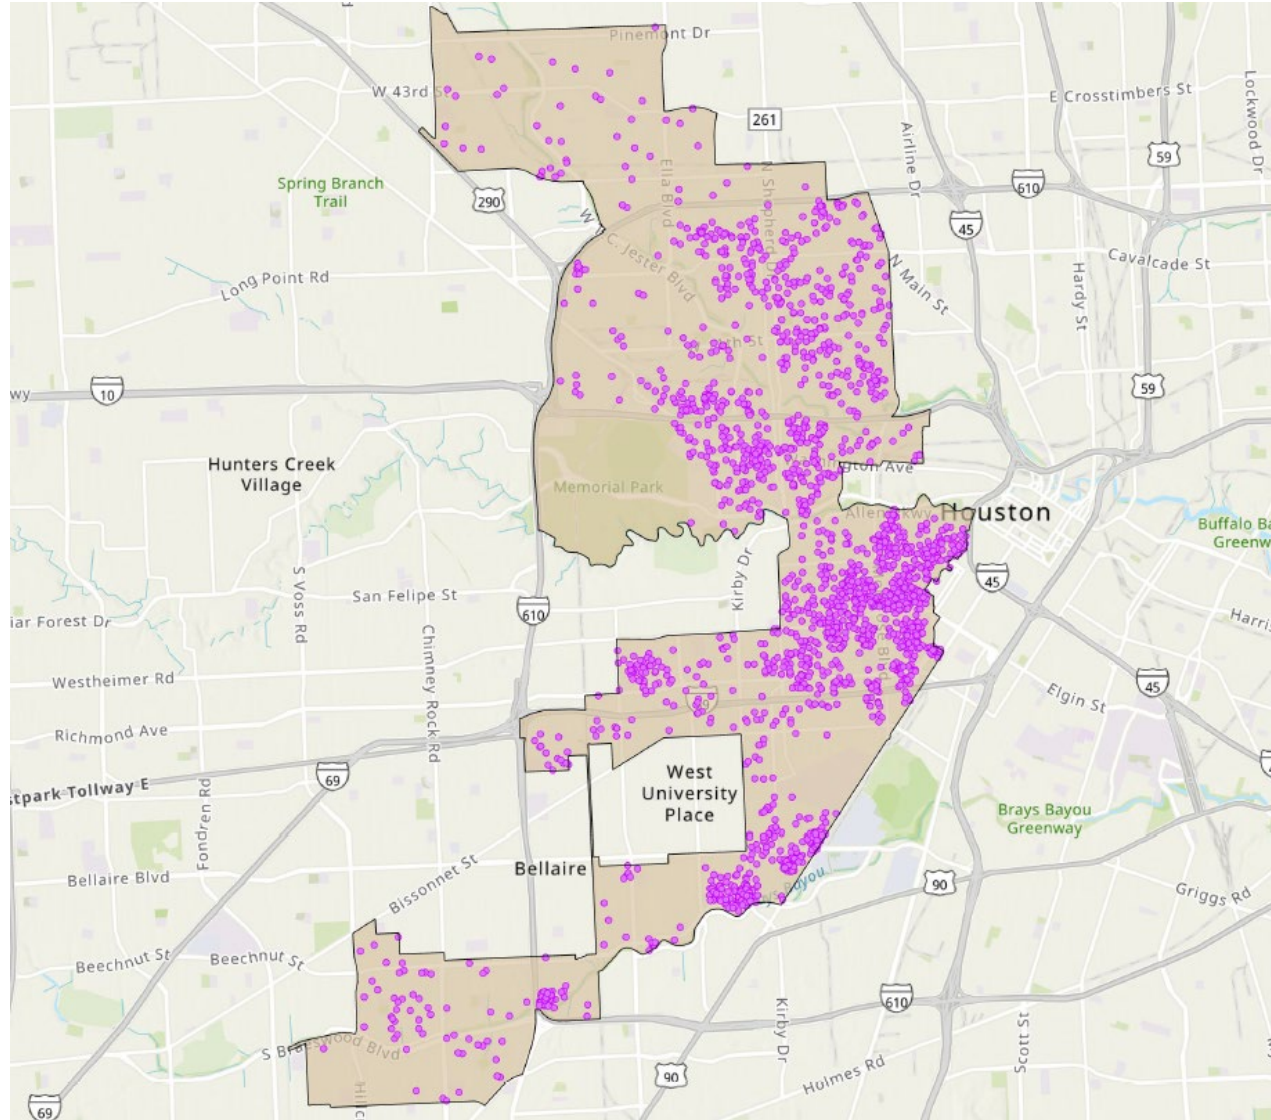 Pinemont Dr
W 43rd St
E Crosstimbers St
Lockwood Dr
261
Airline Dr
59
Spring Branch
Trail
290
Ella Blvd
N Shepherd Dr
610
45
W
C. Jester Blvd
N Main St
Cavalcade St
Long Point Rd
Hardy St
10
59
wy
Hunters Creek
Village
Memorial Park
Houston
Buffalo Ba
Greenw
S Voss Rd
San Felipe St
Kirby Dr
45
610
iar Forest Dr
Chimney Rock Rd
Harris
Westheimer Rd
Elgin St
45
Richmond Ave
69
stpark Tollway E
Fondren Rd
West
University
Place
Brays Bayou
Greenway
Bellaire
Bellaire Blvd
Bissonnet St
90
Griggs Rd
Bayou
Beechnut St
Beechnut St
610
Kirby Dr
Scott St
S Braeswood Blvd
90
Holmes Rd
Hillc
69